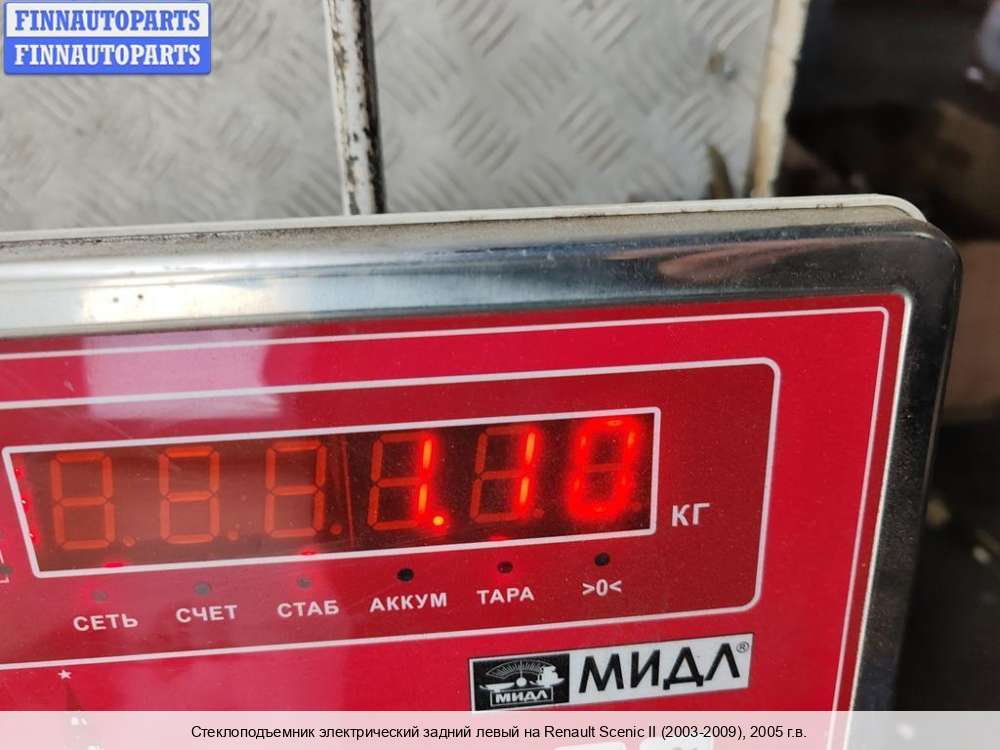 FINNAUTOPARTS
FINNAUTOPARTS
1.10
КГ
СЕТЬ СЧЕТ СТАБ АККУМ ТАРА >0<
МИДЛ МИДЛ®
Стеклоподъемник электрический задний левый на Renault Scenic II (2003-2009), 2005 г.в.